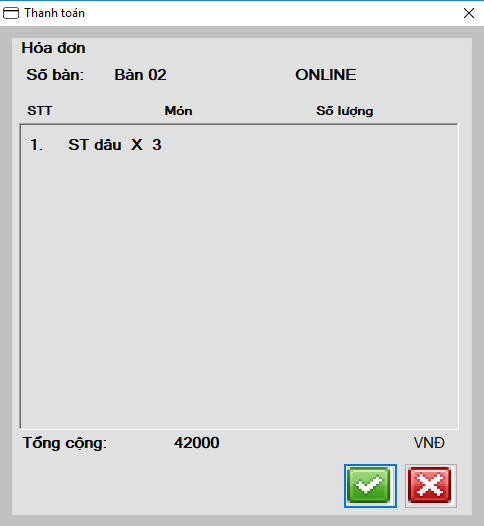 Thanh toán
Hóa đơn
Số bàn: Bàn 02 ONLINE
STT Món Số lượng
1. ST dâu X 3
Tổng cộng: 42000 VNĐ